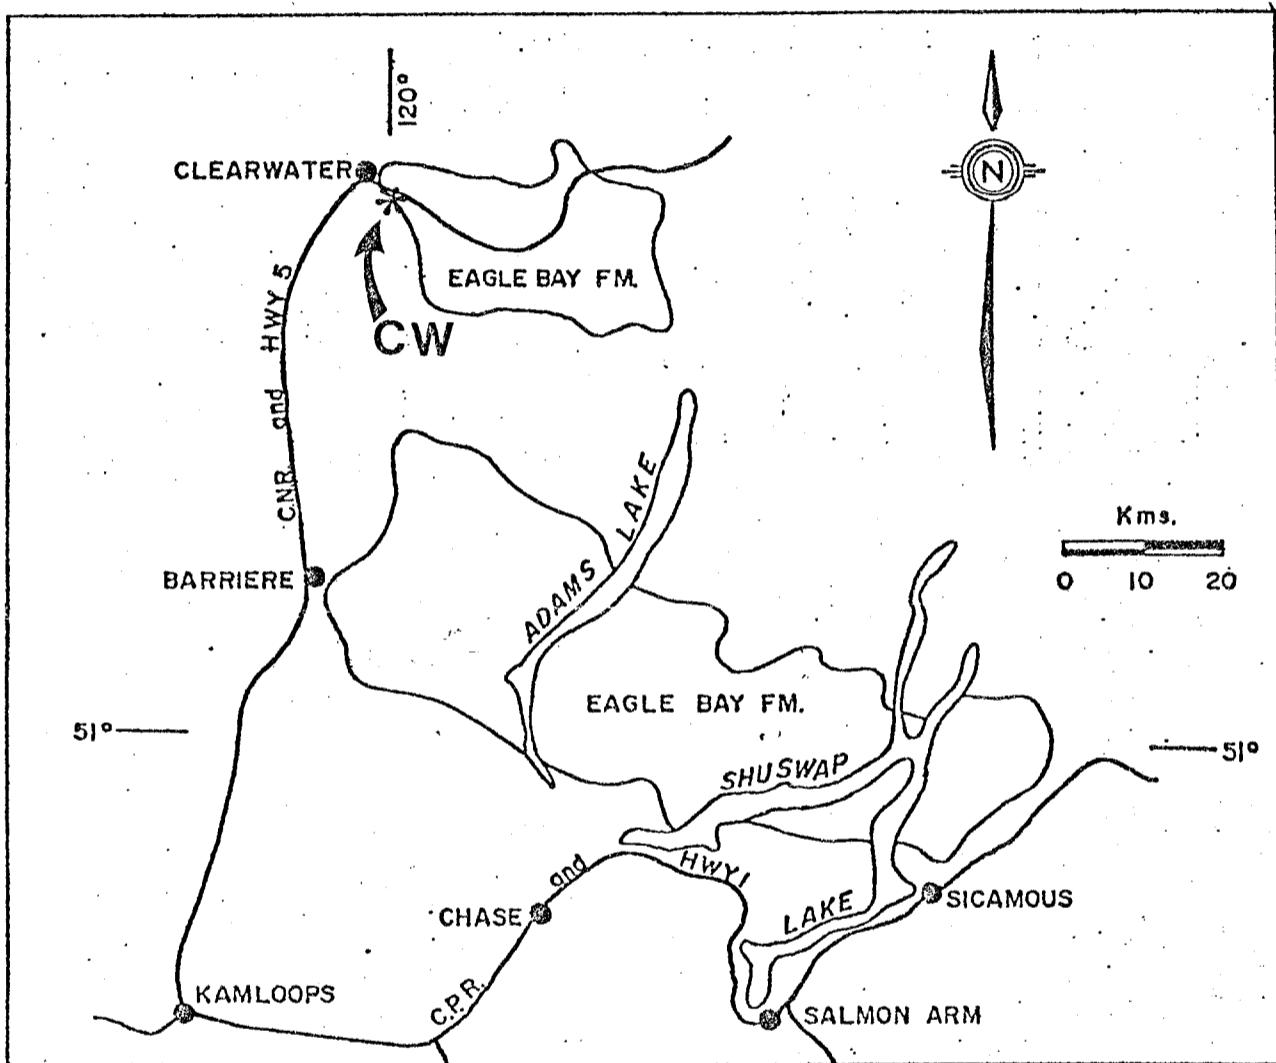 120°
CLEARWATER
N
EAGLE BAY FM.
CW
C.N.R. and HWY 5
ADAMS LAKE
Kms.
0 10 20
BARRIERE
EAGLE BAY FM.
51°
51°
SHUSWAP
and
HWY 1
CHASE
LAKE
SICAMOUS
KAMLOOPS
C.P.R.
SALMON ARM